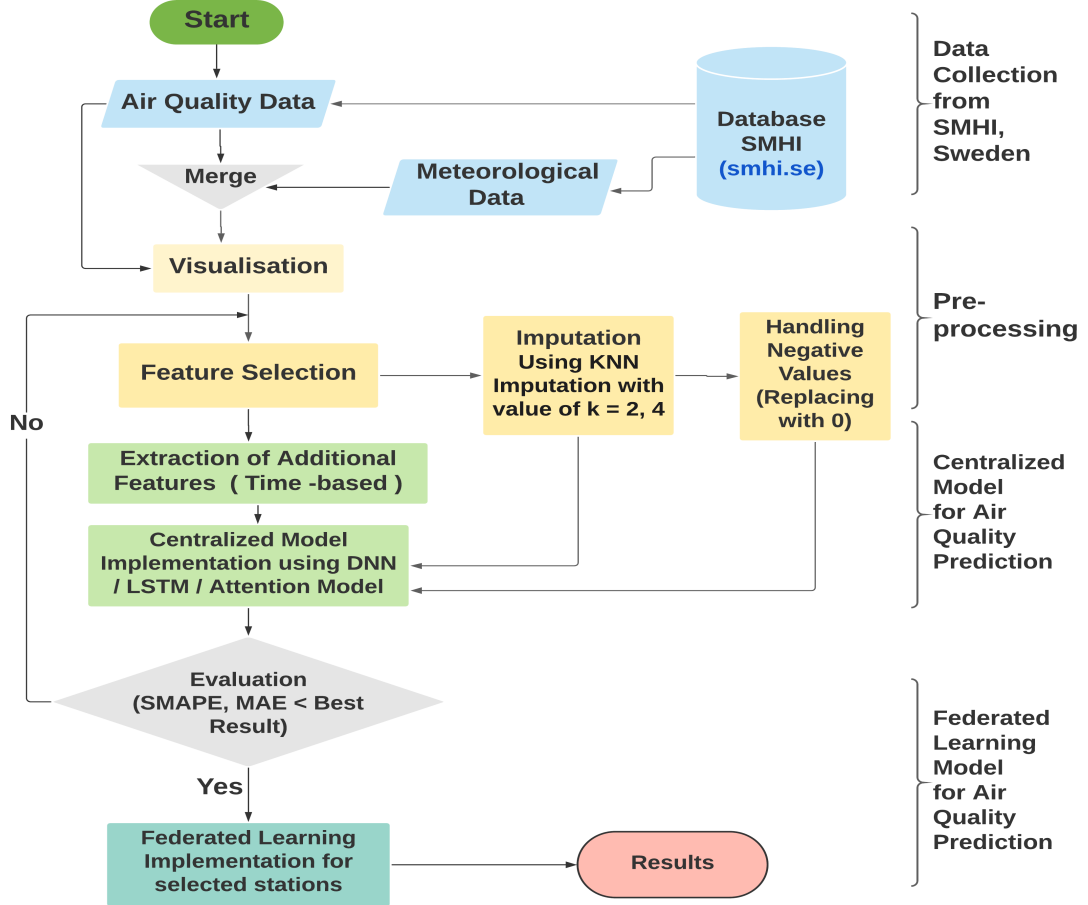 Start
Air Quality Data
Merge
Meteorological
Data
Database
SMHI
(smhi.se)
Data
Collection
from
SMHI,
Sweden
Visualisation
Feature Selection
Imputation
Using KNN
Imputation with
value of k = 2, 4
Handling
Negative
Values
(Replacing
with 0)
Pre-
processing
No
Extraction of Additional
Features ( Time -based )
Centralized Model
Implementation using DNN
/ LSTM / Attention Model
Centralized
Model
for Air
Quality
Prediction
Evaluation
(SMAPE, MAE < Best
Result)
Yes
Federated Learning
Implementation for
selected stations
Results
Federated
Learning
Model
for Air
Quality
Prediction